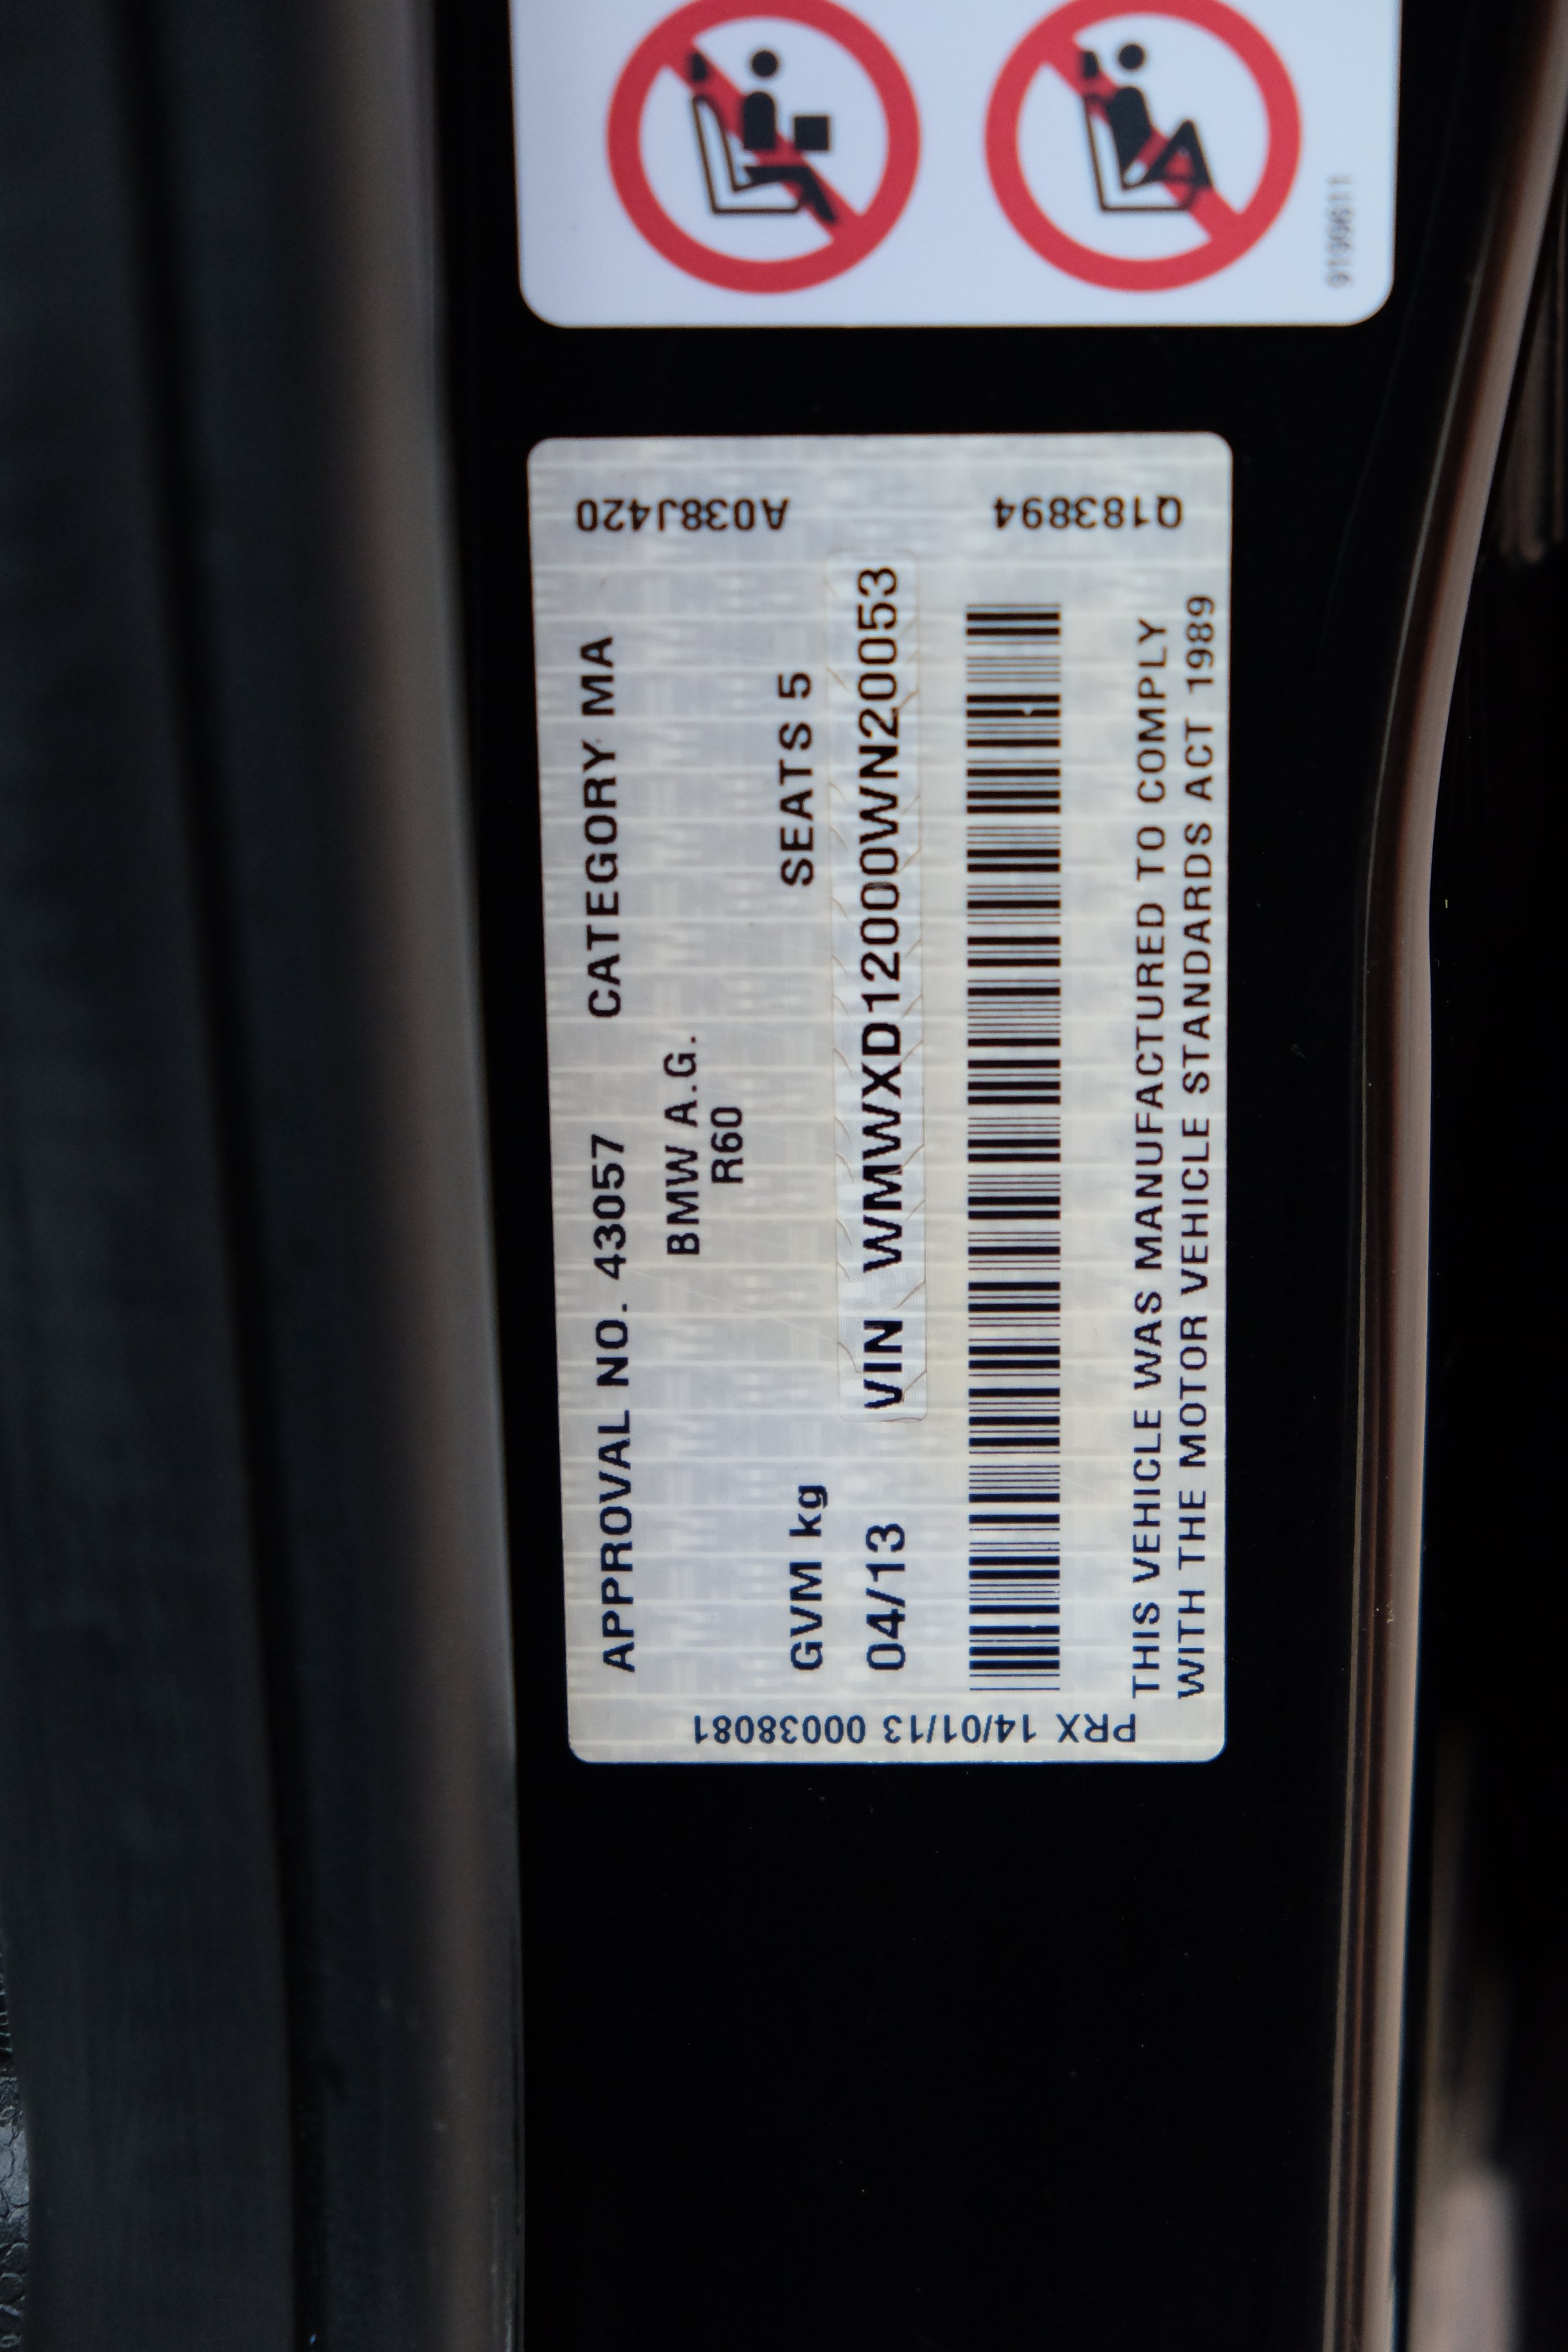 APPROVAL NO. 43057 CATEGORY MA
BMW A.G.
R60
GVM kg SEATS 5
04/13 VIN WMWXD12000WN20053
THIS VEHICLE WAS MANUFACTURED TO COMPLY
WITH THE MOTOR VEHICLE STANDARDS ACT 1989
PRX 14/01/13 00038081
Q183894 A038J420